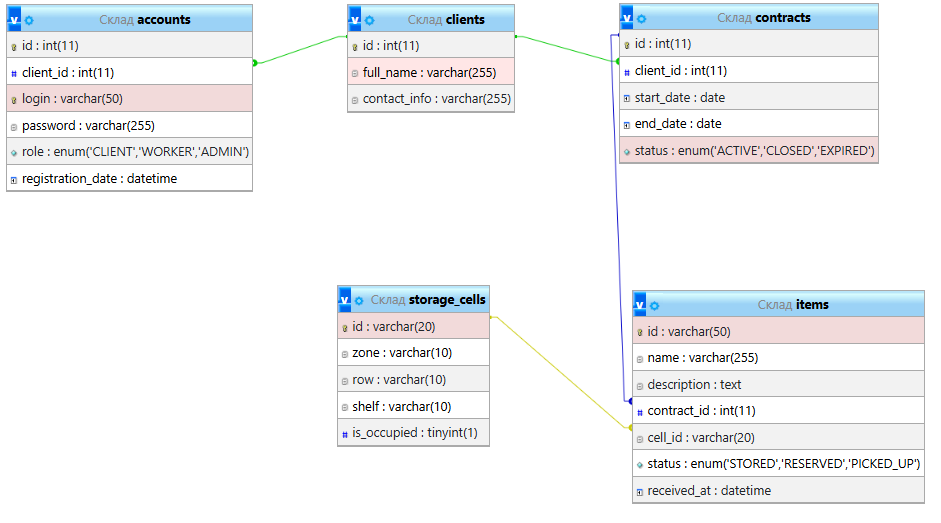 Склад accounts
id : int(11)
client_id : int(11)
login : varchar(50)
password : varchar(255)
role : enum('CLIENT','WORKER','ADMIN')
registration_date : datetime
Склад clients
id : int(11)
full_name : varchar(255)
contact_info : varchar(255)
Склад contracts
id : int(11)
client_id : int(11)
start_date : date
end_date : date
status : enum('ACTIVE','CLOSED','EXPIRED')
Склад storage_cells
id : varchar(20)
zone : varchar(10)
row : varchar(10)
shelf : varchar(10)
is_occupied : tinyint(1)
Склад items
id : varchar(50)
name : varchar(255)
description : text
contract_id : int(11)
cell_id : varchar(20)
status : enum('STORED','RESERVED','PICKED_UP')
received_at : datetime